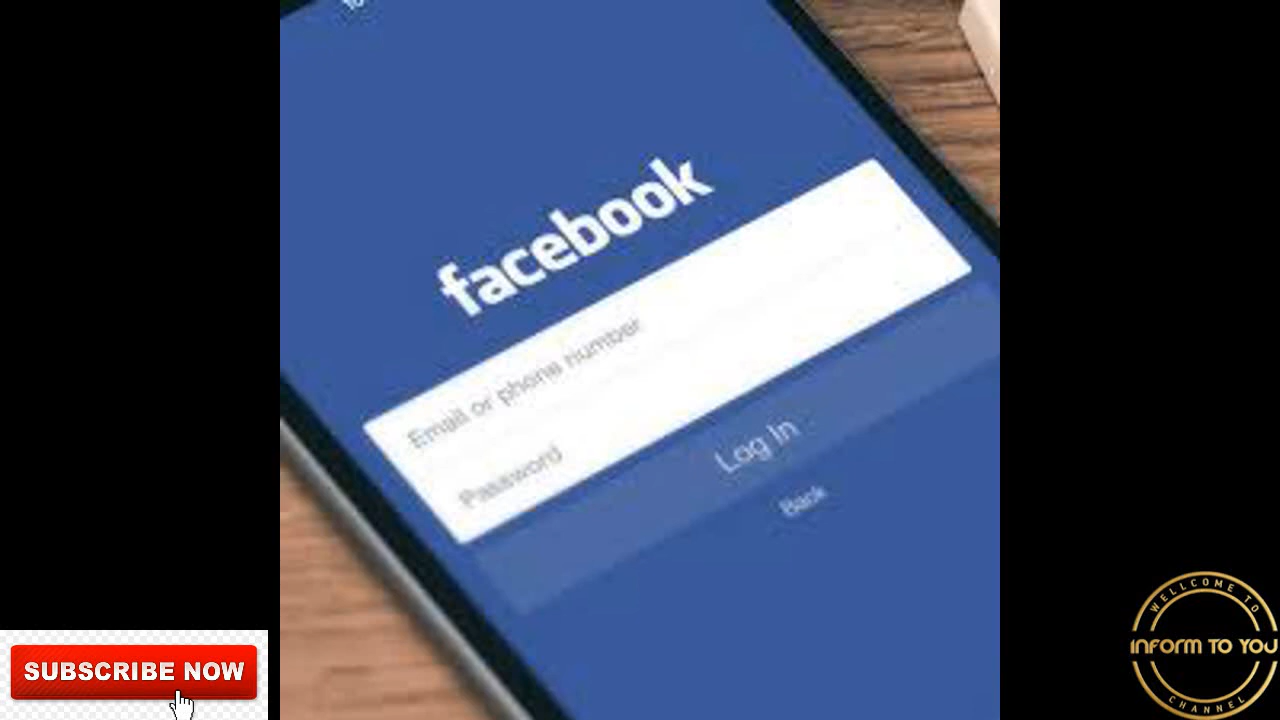 facebook
Email or phone number
Password
Log In
Back
SUBSCRIBE NOW
WELLCOME TO
INFORM TO YOU
CHANNEL